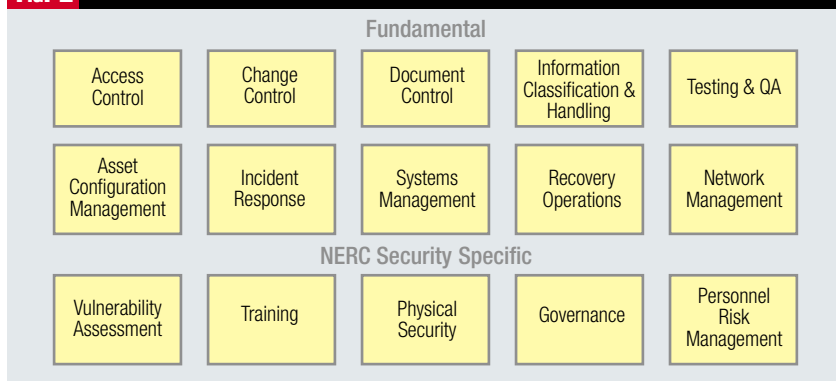 Fundamental
Access
Control
Change
Control
Document
Control
Information
Classification &
Handling
Testing & QA
Asset
Configuration
Management
Incident
Response
Systems
Management
Recovery
Operations
Network
Management
NERC Security Specific
Vulnerability
Assessment
Training
Physical
Security
Governance
Personnel
Risk
Management